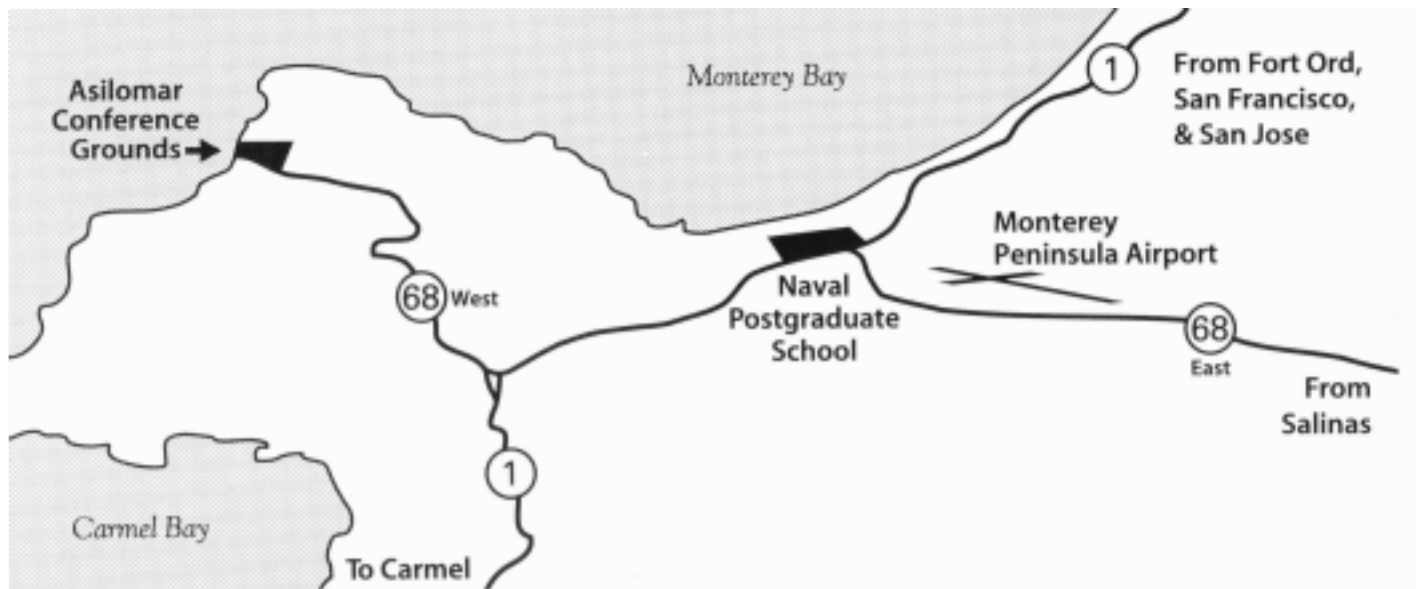 Monterey Bay
1
From Fort Ord,
San Francisco,
& San Jose
Asilomar
Conference
Grounds
Monterey
Peninsula Airport
68 West
Naval
Postgraduate
School
68
East
From
Salinas
1
Carmel Bay
To Carmel